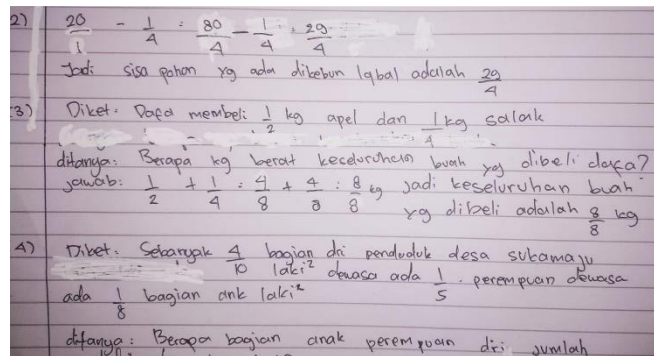 2) 20/1 - 1/4 : 80/4 - 1/4 : 29/4
Jadi sisa pohon yg ada dikebun Iqbal adalah 29/4
3) Diket: Dafa membeli 1/2 kg apel dan 1/4 kg salak
ditanya: Berapa kg berat keseluruhan buah yg dibeli dafa?
jawab: 1/2 + 1/4 : 4/8 + 4/8 : 8/8 kg jadi keseluruhan buah
yg dibeli adalah 8/8 kg
4) Diket: Sebanyak 4/10 bagian dri penduduk desa sukamaju
laki² dewasa ada 1/5. perempuan dewasa
ada 1/8 bagian ank laki²
ditanya: Berapa bagian anak perempuan dri jumlah